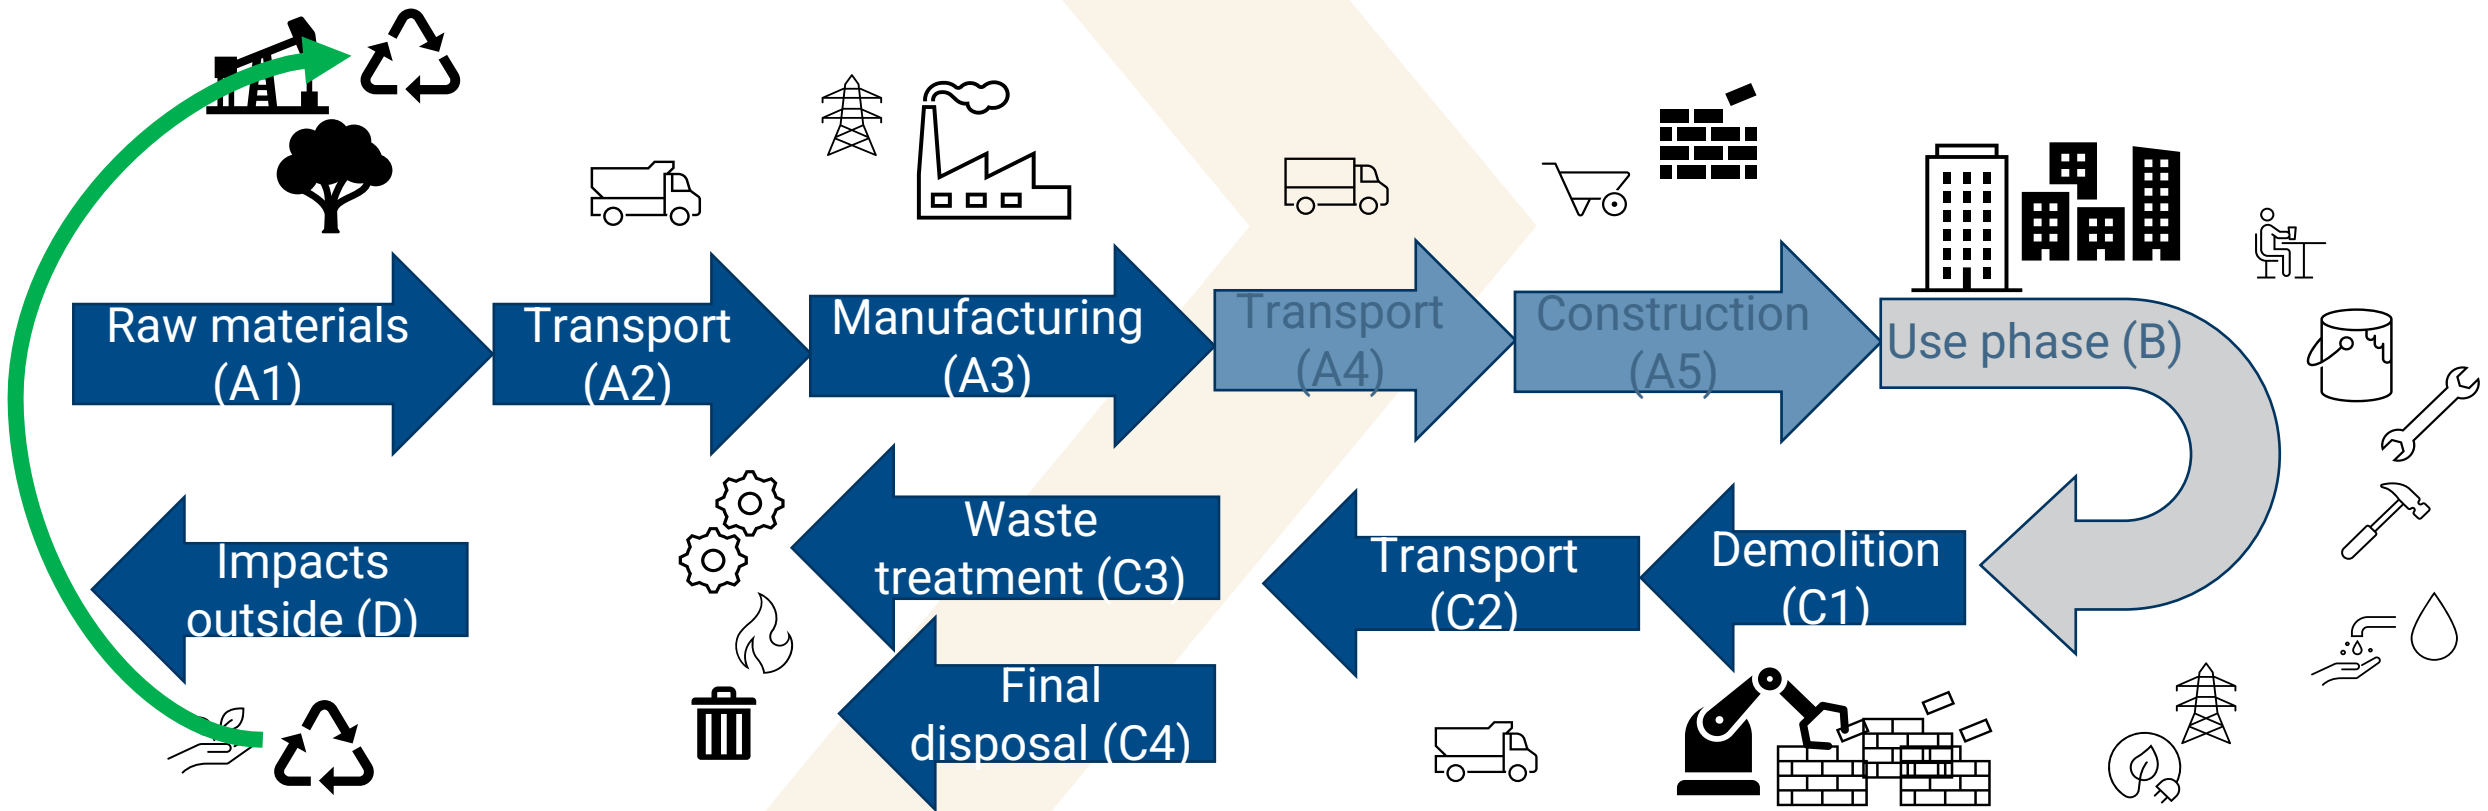 Raw materials
(A1)
Transport
(A2)
Manufacturing
(A3)
Transport
(A4)
Construction
(A5)
Use phase (B)
Demolition
(C1)
Transport
(C2)
Waste
treatment (C3)
Final
disposal (C4)
Impacts
outside (D)